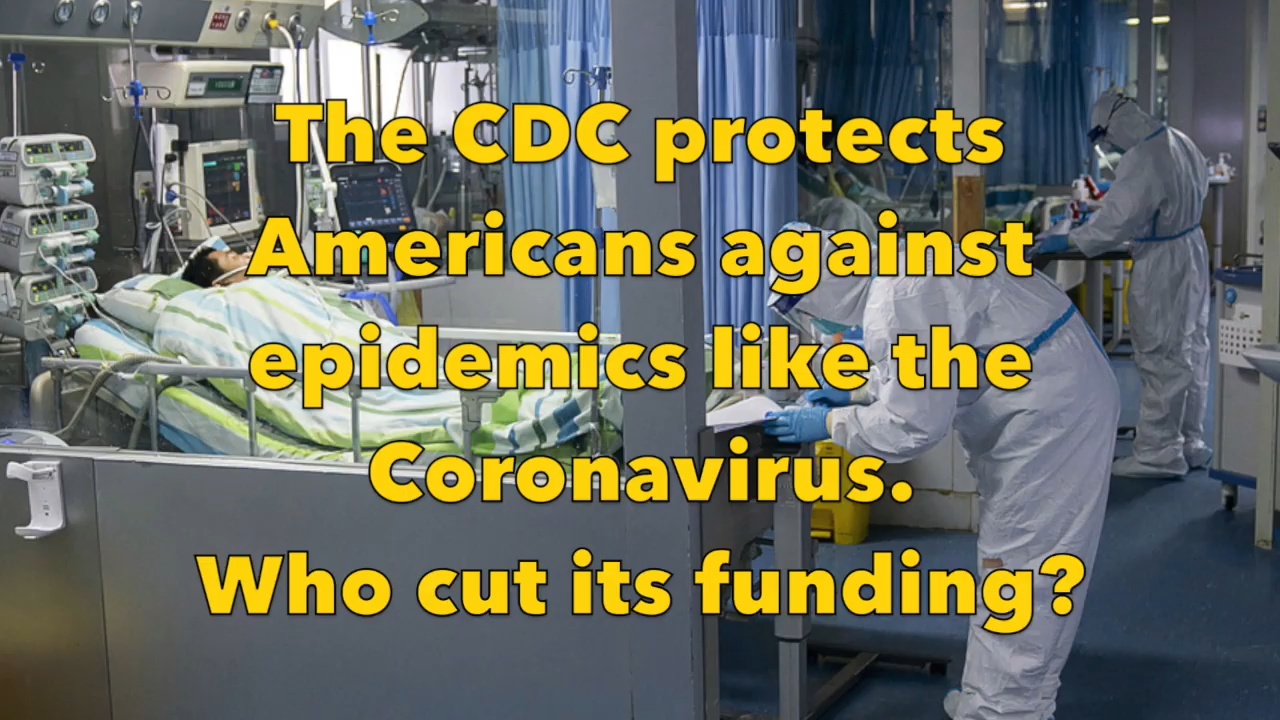 The CDC protects
Americans against
epidemics like the
Coronavirus.
Who cut its funding?